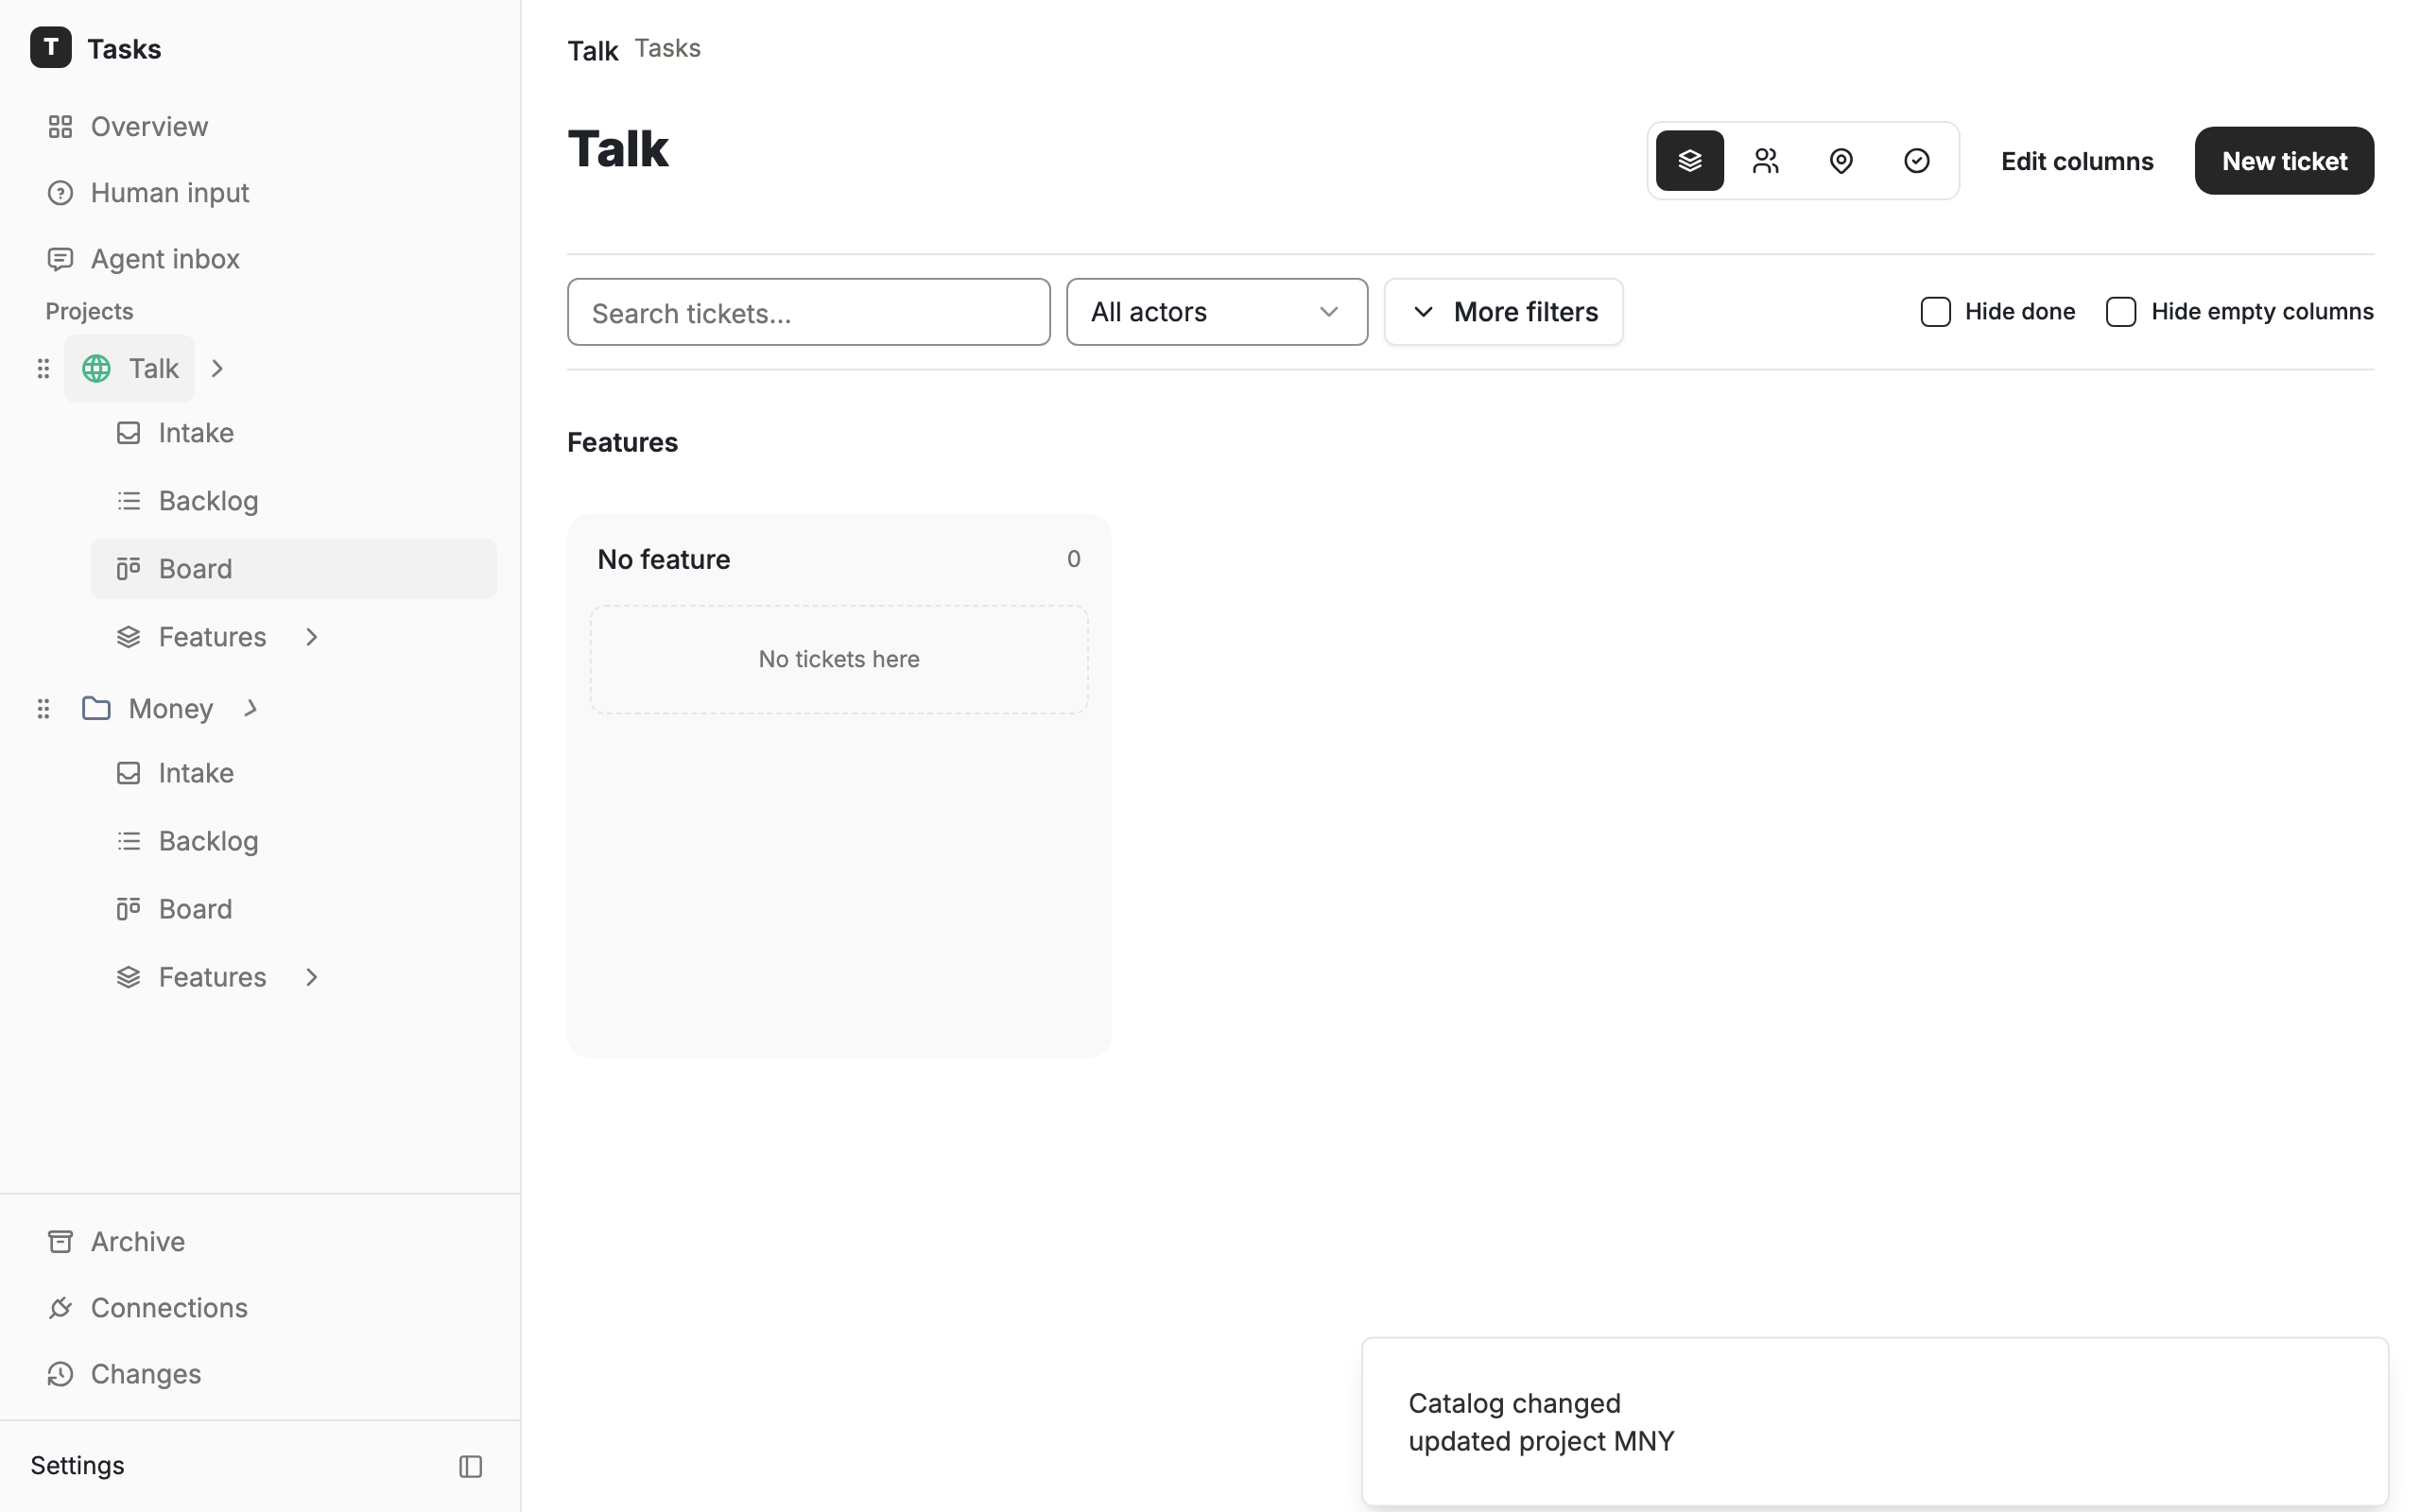 T Tasks
Overview
Human input
Agent inbox
Projects
Talk
Intake
Backlog
Board
Features
Money
Intake
Backlog
Board
Features
Archive
Connections
Changes
Settings
Talk Tasks
Talk
Edit columns
New ticket
Search tickets...
All actors
More filters
Hide done
Hide empty columns
Features
No feature 0
No tickets here
Catalog changed
updated project MNY